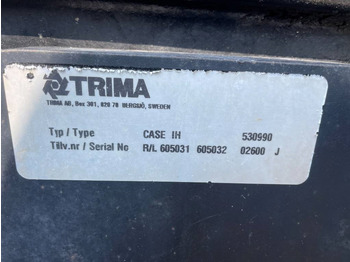 TRIMA
TRIMA AB, Box 301, 820 70 BERGSJÖ, SWEDEN
Typ / Type CASE IH 530990
Tillv.nr / Serial No R/L 605031 605032 02600 J